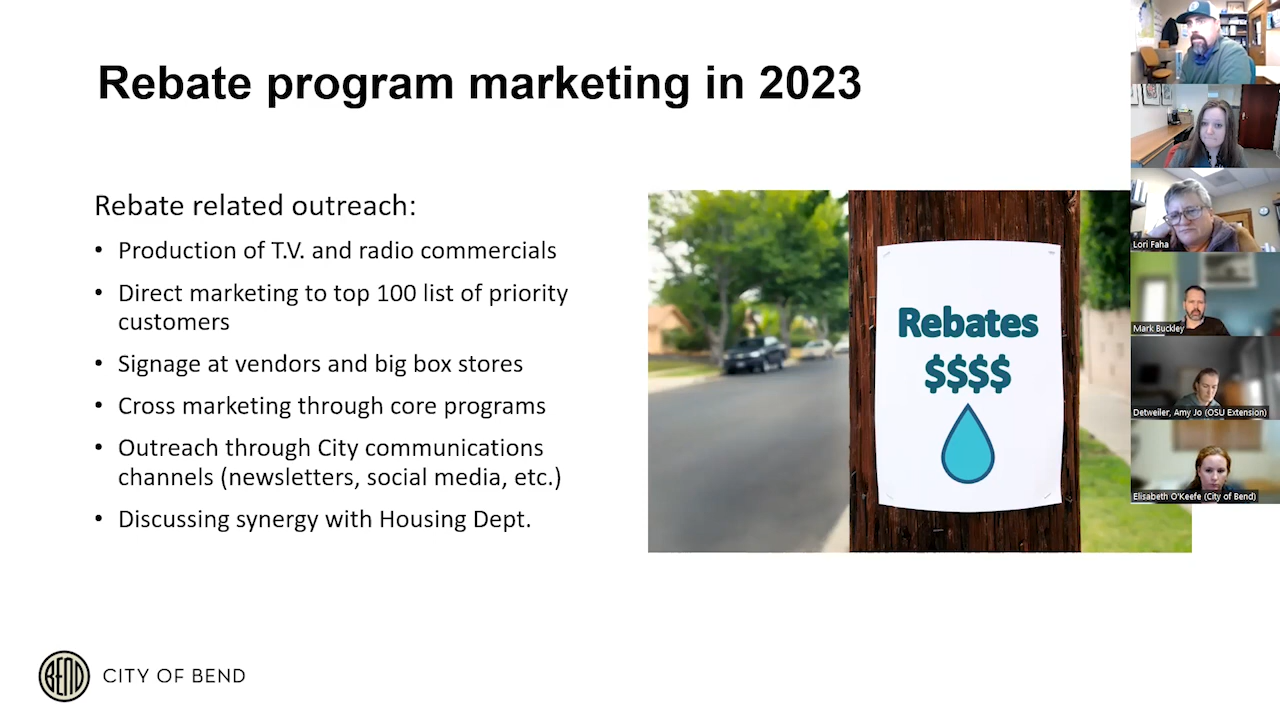 Rebate program marketing in 2023
Rebate related outreach:
• Production of T.V. and radio commercials
• Direct marketing to top 100 list of priority
customers
• Signage at vendors and big box stores
• Cross marketing through core programs
• Outreach through City communications
channels (newsletters, social media, etc.)
• Discussing synergy with Housing Dept.
Rebates
$$$$
BEND
CITY OF BEND
Lori Faha
Mark Buckley
Detweiler, Amy Jo (OSU Extension)
Elisabeth O'Keefe (City of Bend)